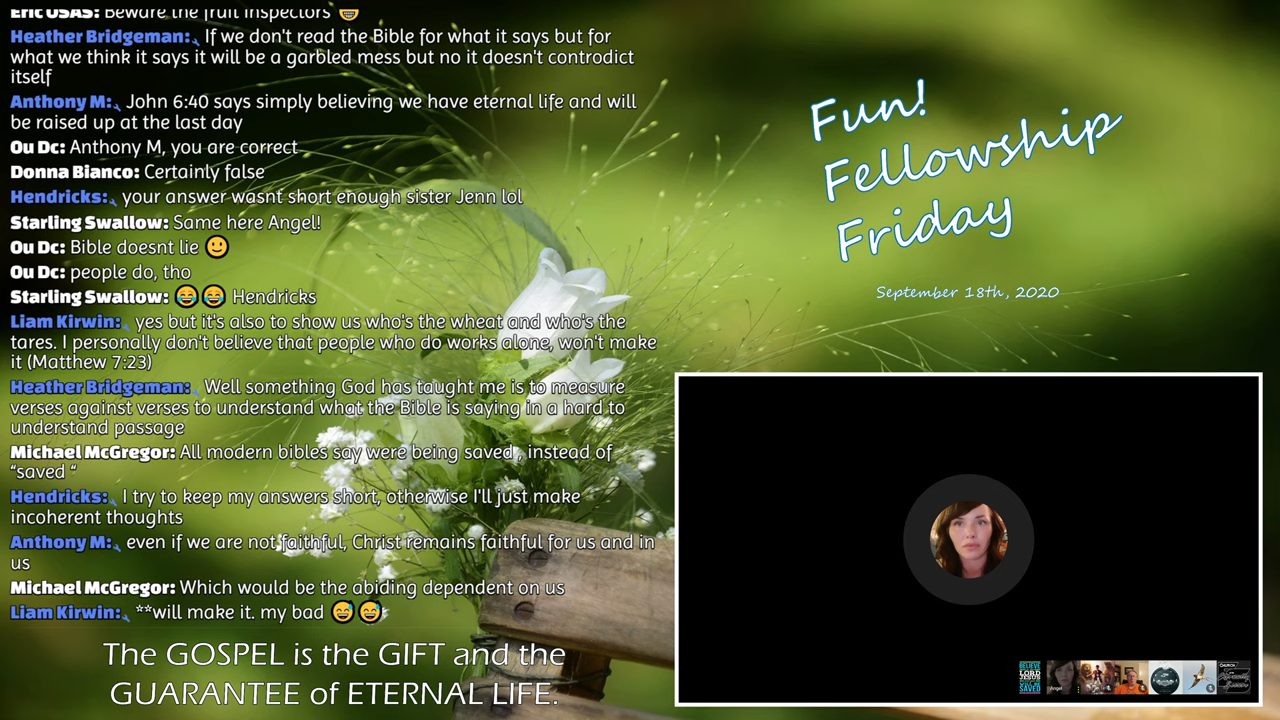 Eric USAS: Beware the fruit inspectors
Heather Bridgeman: If we don't read the Bible for what it says but for
what we think it says it will be a garbled mess but no it doesn't controdict
itself
Anthony M: John 6:40 says simply believing we have eternal life and will
be raised up at the last day
Ou Dc: Anthony M, you are correct
Donna Bianco: Certainly false
Hendricks: your answer wasnt short enough sister Jenn lol
Starling Swallow: Same here Angel!
Ou Dc: Bible doesnt lie 🙂
Ou Dc: people do, tho
Starling Swallow: 😂😂 Hendricks
Liam Kirwin: yes but it's also to show us who's the wheat and who's the
tares. I personally don't believe that people who do works alone, won't make
it (Matthew 7:23)
Heather Bridgeman: Well something God has taught me is to measure
verses against verses to understand what the Bible is saying in a hard to
understand passage
Michael McGregor: All modern bibles say were being saved , instead of
“saved “
Hendricks: I try to keep my answers short, otherwise I'll just make
incoherent thoughts
Anthony M: even if we are not faithful, Christ remains faithful for us and in
us
Michael McGregor: Which would be the abiding dependent on us
Liam Kirwin: **will make it. my bad 😅😅
The GOSPEL is the GIFT and the
GUARANTEE of ETERNAL LIFE.
Fun!
Fellowship
Friday
September 18th, 2020
BELIEVE
LORD
SAVED
Angel
CHURCH